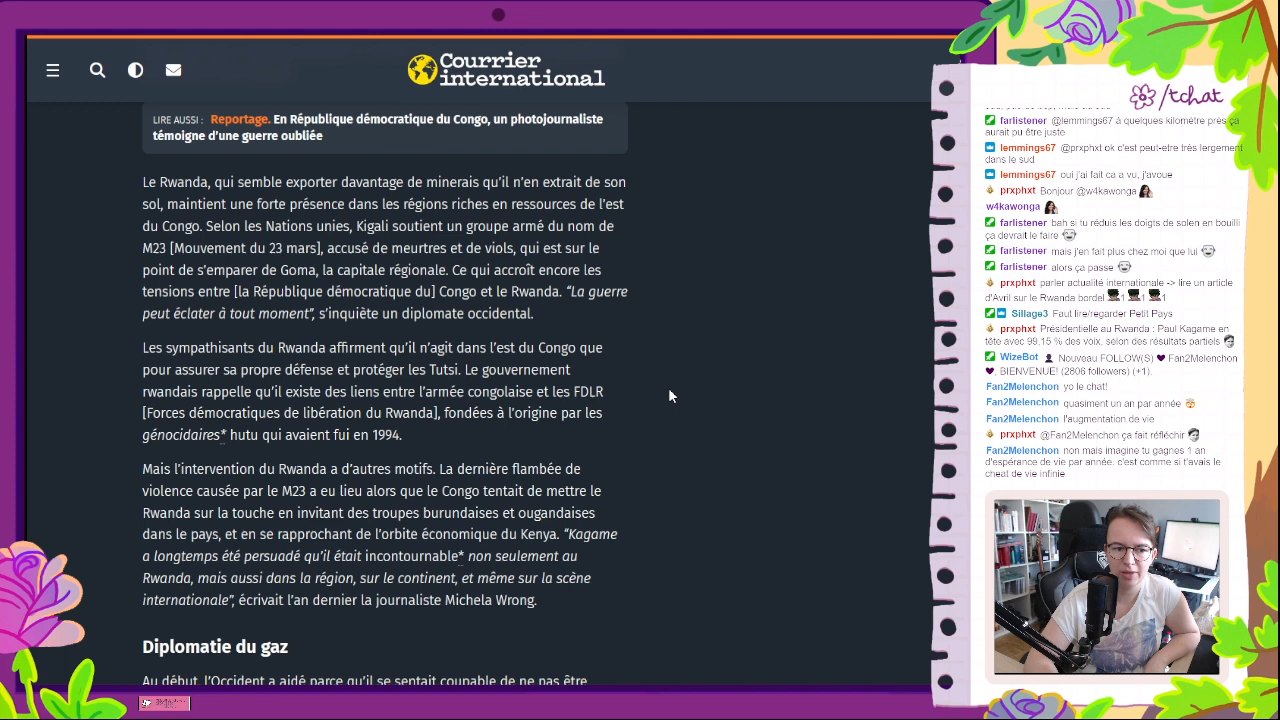 Courrier
international
LIRE AUSSI : Reportage. En République démocratique du Congo, un photojournaliste
témoigne d'une guerre oubliée
Le Rwanda, qui semble exporter davantage de minerais qu'il n'en extrait de son
sol, maintient une forte présence dans les régions riches en ressources de l'est
du Congo. Selon les Nations unies, Kigali soutient un groupe armé du nom de
M23 [Mouvement du 23 mars], accusé de meurtres et de viols, qui est sur le
point de s'emparer de Goma, la capitale régionale. Ce qui accroît encore les
tensions entre [la République démocratique du] Congo et le Rwanda. “La guerre
peut éclater à tout moment”, s'inquiète un diplomate occidental.
Les sympathisants du Rwanda affirment qu'il n'agit dans l'est du Congo que
pour assurer sa propre défense et protéger les Tutsi. Le gouvernement
rwandais rappelle qu'il existe des liens entre l'armée congolaise et les FDLR
[Forces démocratiques de libération du Rwanda], fondées à l'origine par les
génocidaires* hutu qui avaient fui en 1994.
Mais l'intervention du Rwanda a d'autres motifs. La dernière flambée de
violence causée par le M23 a eu lieu alors que le Congo tentait de mettre le
Rwanda sur la touche en invitant des troupes burundaises et ougandaises
dans le pays, et en se rapprochant de l'orbite économique du Kenya. “Kagame
a longtemps été persuadé qu'il était incontournable* non seulement au
Rwanda, mais aussi dans la région, sur le continent, et même sur la scène
internationale”, écrivait l'an dernier la journaliste Michela Wrong.
Diplomatie du gaz
Au début, l'Occident a aidé parce qu'il se sentait coupable de ne pas être
/tchat
farlistener @lemmings67 à quelques kilomètre près ça
aurait pu être juste
lemmings67 @prxphxt ok c'est peut-etre trés lergement
dans le sud
lemmings67 oui j'ai fait ca a vu, j'avoue
prxphxt Bonjour @w4kawonga
w4kawonga
farlistener bah si tu réduis les doigts de solen en bouilli
ça devrait le faire
farlistener mais j'en fait plus chez moi que lui
farlistener alors ça passe
prxphxt parler actualité internationale -> lire un article
d'Avril sur le Rwanda bordel 1 1 1
Sillage3 Faut lire/regarder Petit Pays
prxphxt Présidentielle au Rwanda : Paul Kagame en
tête avec 99,15 % des voix, selon des résultats partiels
WizeBot Nouveau FOLLOW(S) Fan2Melenchon
, BIENVENUE! (2806 followers) (+1).
Fan2Melenchon yo le chat!
Fan2Melenchon quasiment un an par année
Fan2Melenchon l'augmentation de vie
prxphxt @Fan2Melenchon ça fait réfléchir
Fan2Melenchon non mais imagine tu gagnes 1 an
d'espérance de vie par année. c'est comme si t'avais le
cheat de vie infinie